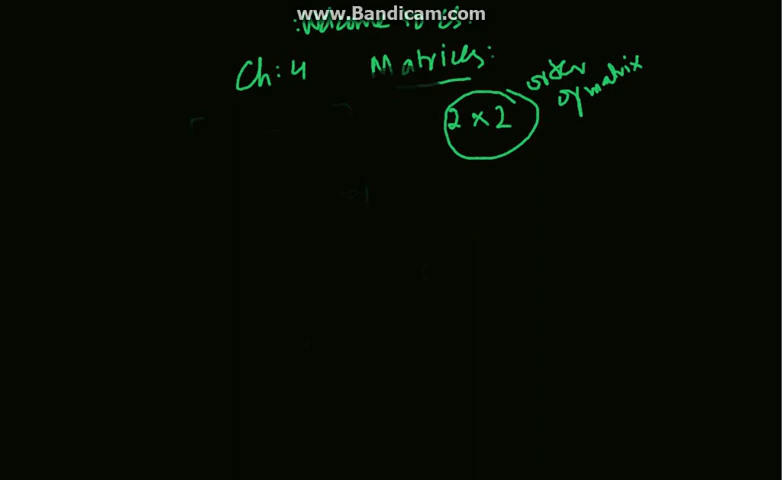 www.Bandicam.com
:Welcome to
Ch:4 Matrices:
order
of matrix
2 × 2